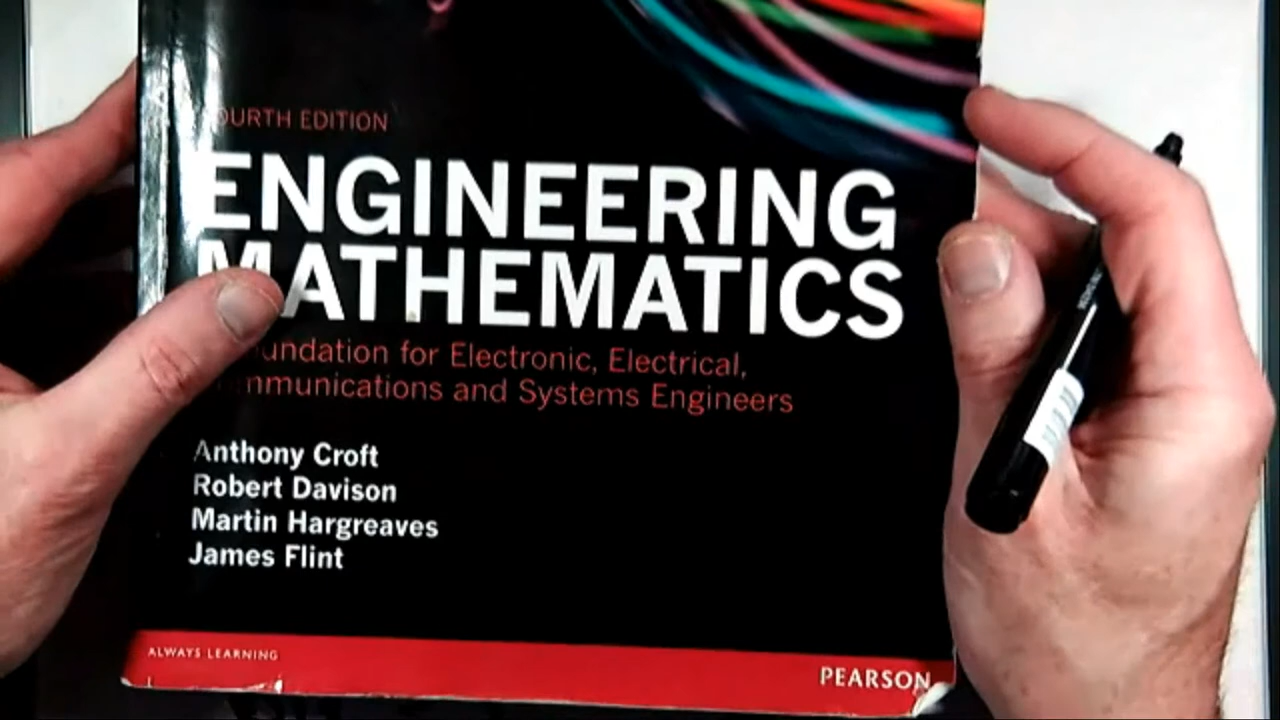 OURTH EDITION
ENGINEERING
MATHEMATICS
undation for Electronic, Electrical,
mmunications and Systems Engineers
Anthony Croft
Robert Davison
Martin Hargreaves
James Flint
ALWAYS LEARNING
PEARSON